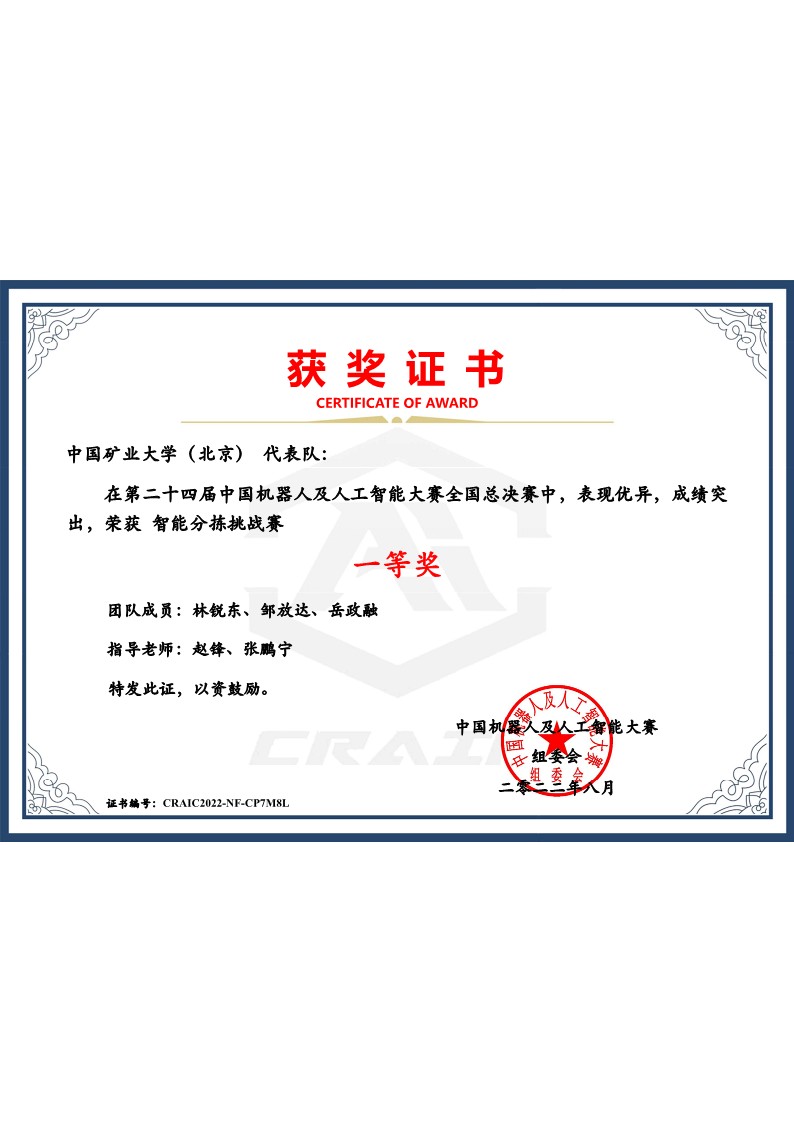 获奖证书
CERTIFICATE OF AWARD
中国矿业大学（北京） 代表队：
在第二十四届中国机器人及人工智能大赛全国总决赛中，表现优异，成绩突
出，荣获 智能分拣挑战赛
一等奖
团队成员：林锐东、邹放达、岳政融
指导老师：赵锋、张鹏宁
特发此证，以资鼓励。
中国机器人及人工智能大赛
组委会
二零二二年八月
中国机器人及人工智能大赛
组委会
CRAIC
证书编号：CRAIC2022-NF-CP7M8L